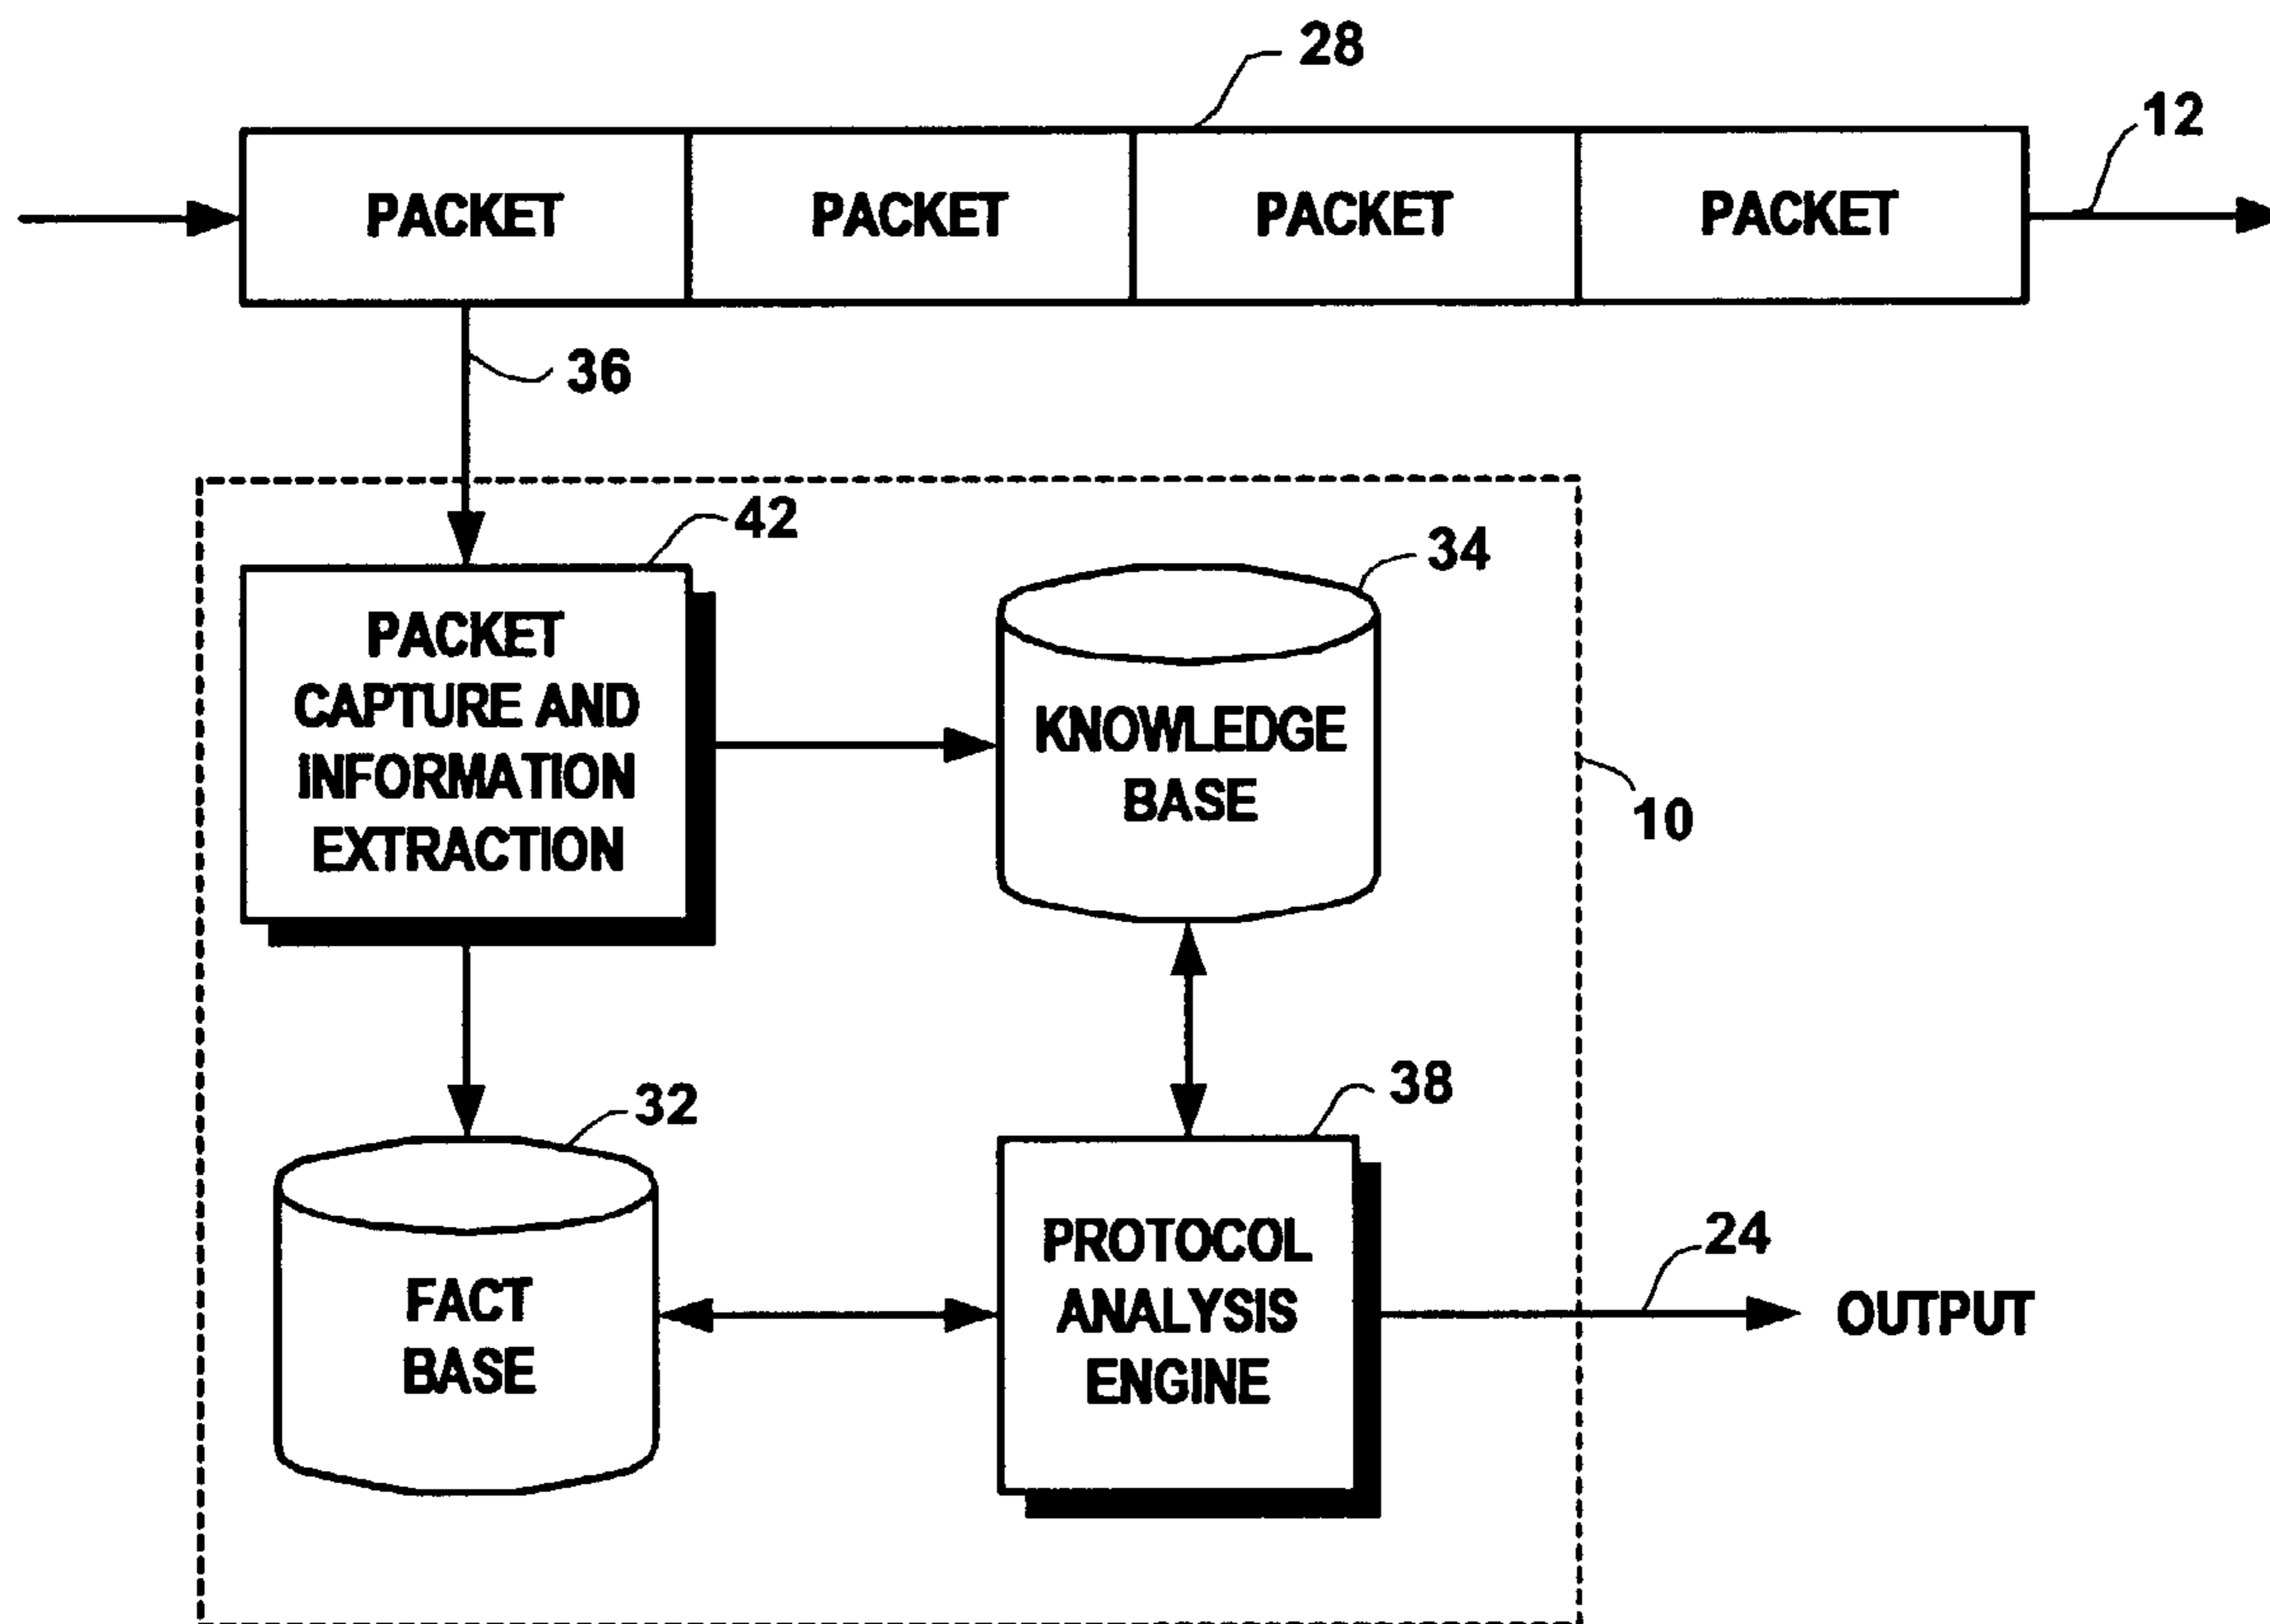 28
12
PACKET PACKET PACKET PACKET
36
42
34
PACKET
CAPTURE AND
INFORMATION
EXTRACTION
KNOWLEDGE
BASE
10
32
38
FACT
BASE
PROTOCOL
ANALYSIS
ENGINE
24
OUTPUT